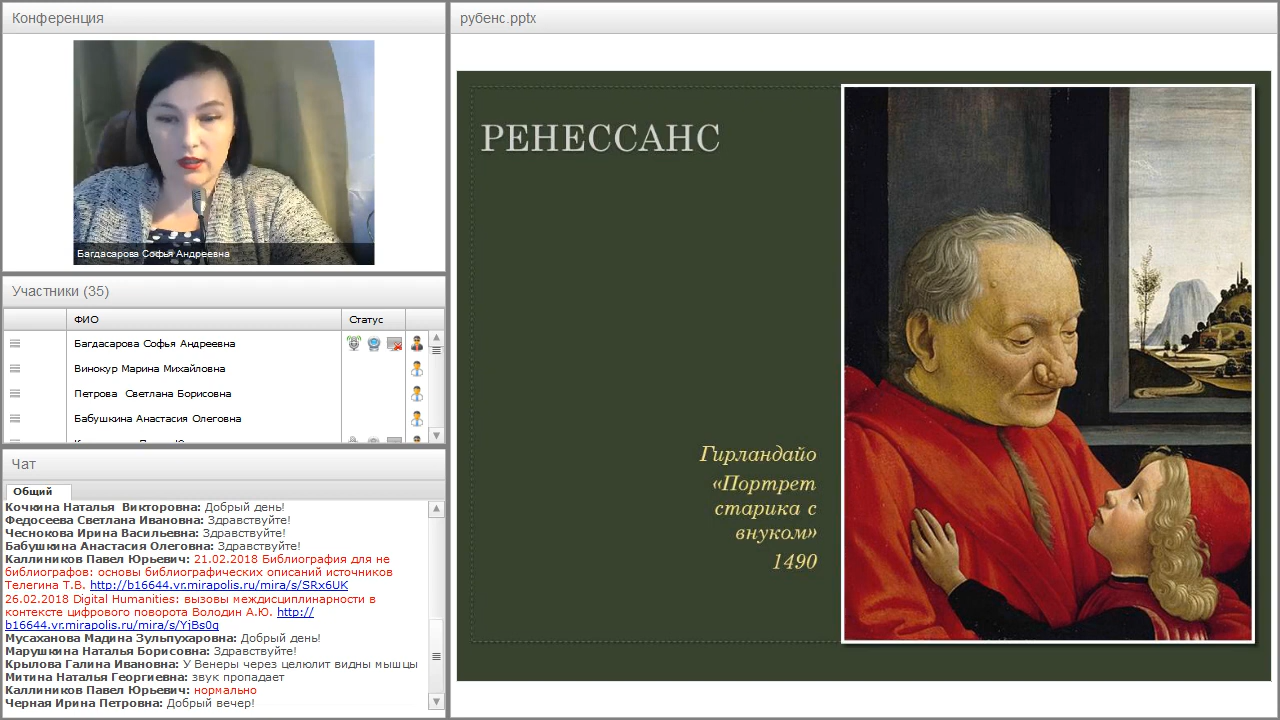 Конференция
Багдасарова Софья Андреевна
Участники (35)
ФИО Статус
Багдасарова Софья Андреевна
Винокур Марина Михайловна
Петрова Светлана Борисовна
Бабушкина Анастасия Олеговна
Чат
Общий
Кочкина Наталья Викторовна: Добрый день!
Федосеева Светлана Ивановна: Здравствуйте!
Чеснокова Ирина Васильевна: Здравствуйте!
Бабушкина Анастасия Олеговна: Здравствуйте!
Каллиников Павел Юрьевич: 21.02.2018 Библиография для не
библиографов: основы библиографических описаний источников
Телегина Т.В. http://b16644.vr.mirapolis.ru/mira/s/SRx6UK
26.02.2018 Digital Humanities: вызовы междисциплинарности в
контексте цифрового поворота Володин А.Ю. http://
b16644.vr.mirapolis.ru/mira/s/YjBs0q
Мусаханова Мадина Зульпухаровна: Добрый день!
Марушкина Наталья Борисовна: Здравствуйте!
Крылова Галина Ивановна: У Венеры через целюлит видны мышцы
Митина Наталья Георгиевна: звук пропадает
Каллиников Павел Юрьевич: нормально
Черная Ирина Петровна: Добрый вечер!
рубенс.pptx
РЕНЕССАНС
Гирландайо
«Портрет
старика с
внуком»
1490